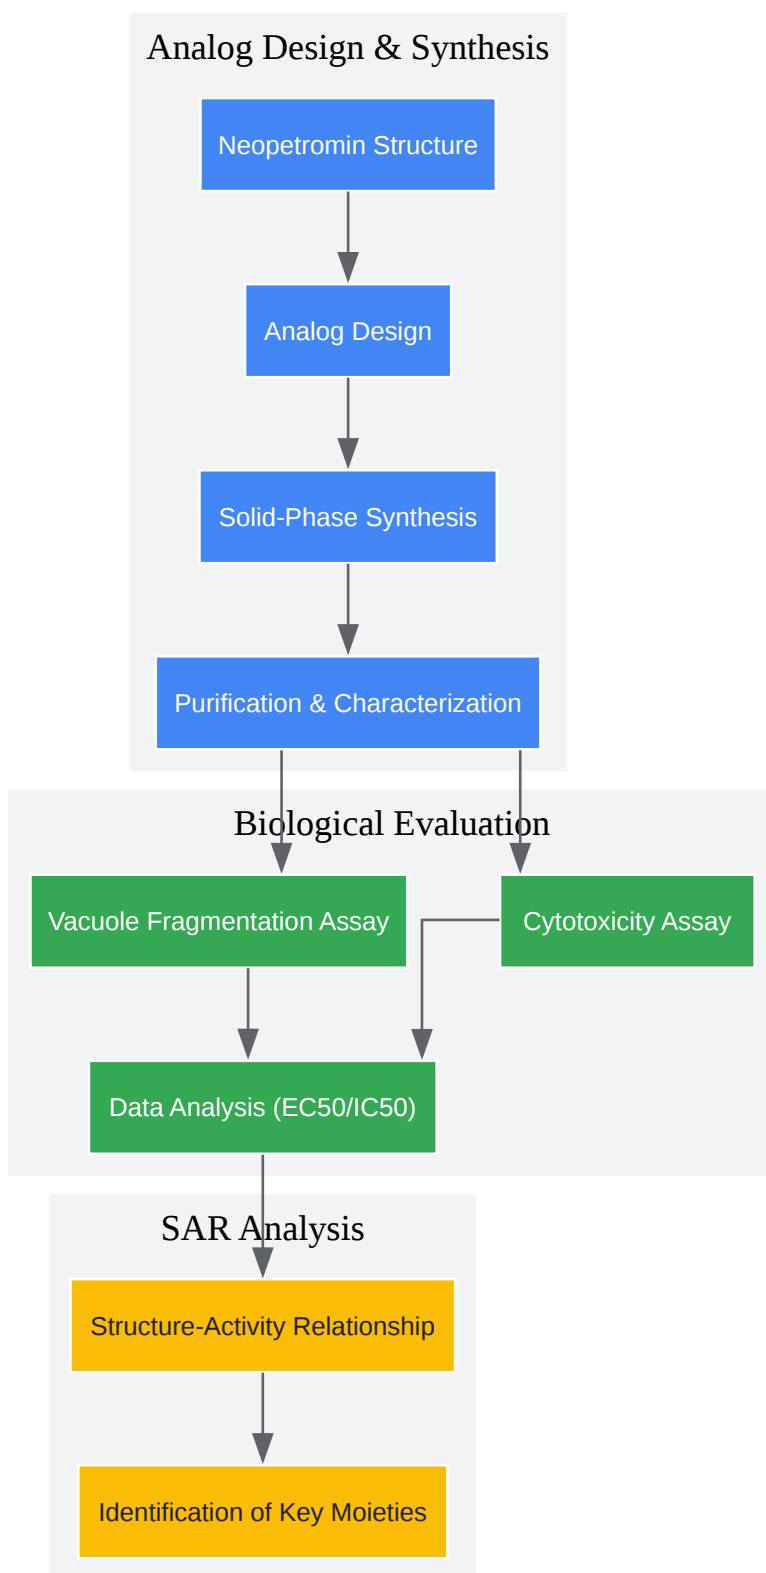 Analog Design & Synthesis
Neopetromin Structure
Analog Design
Solid-Phase Synthesis
Purification & Characterization
Biological Evaluation
Vacuole Fragmentation Assay
Cytotoxicity Assay
Data Analysis (EC50/IC50)
SAR Analysis
Structure-Activity Relationship
Identification of Key Moieties